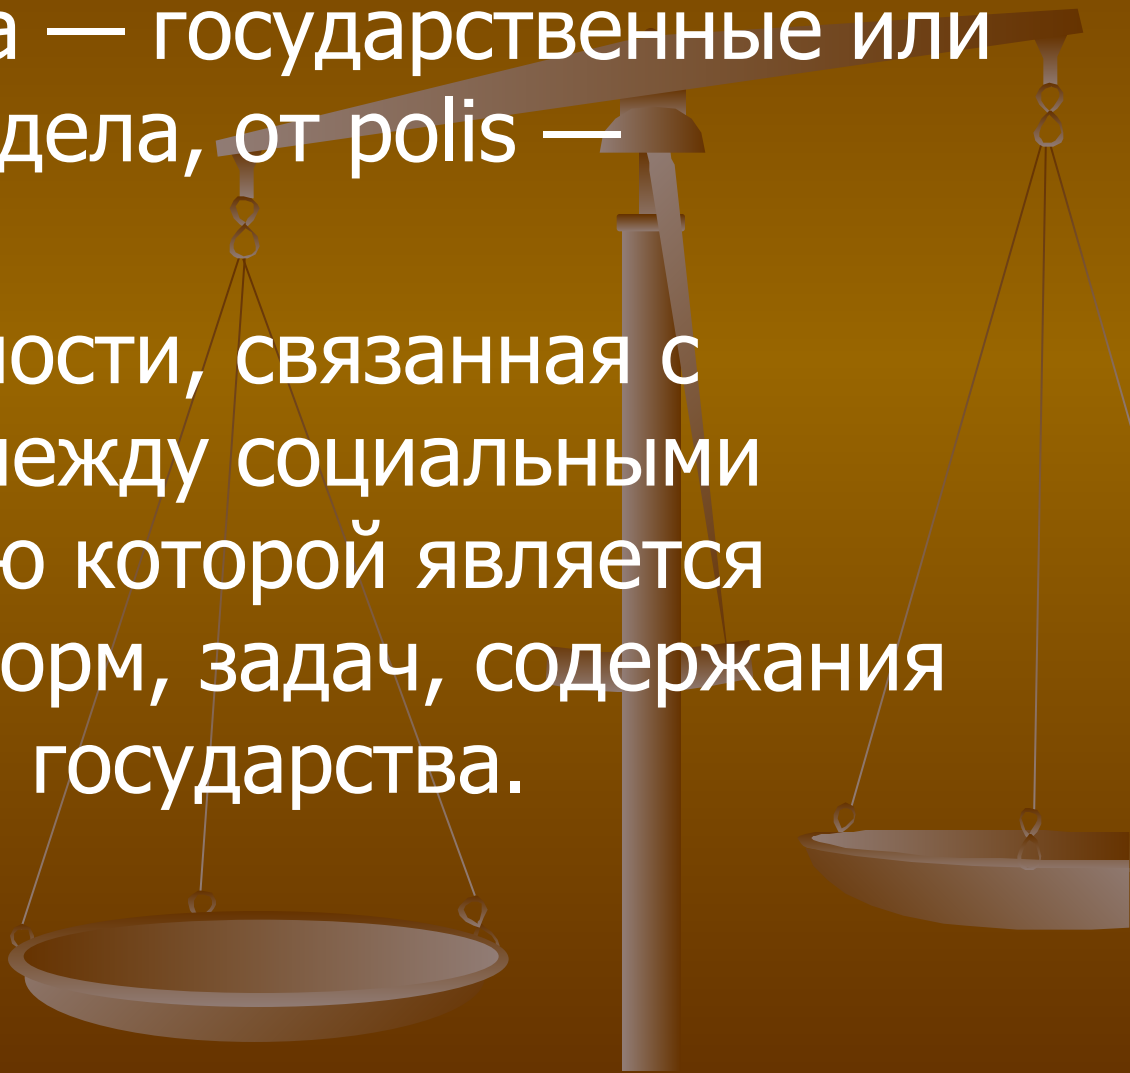 а — государственные или
дела, от polis —
ности, связанная с
между социальными
ю которой является
орм, задач, содержания
государства.